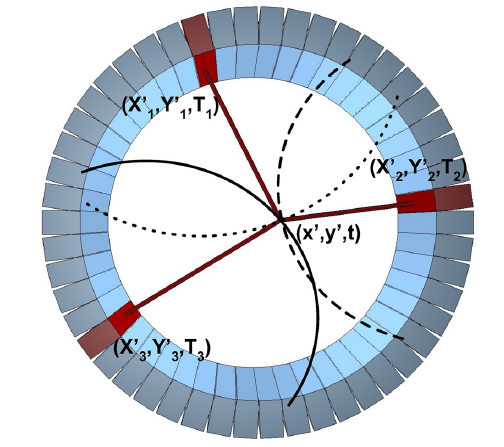 (X'₁,Y'₁,T₁)
(X'₂,Y'₂,T₂)
(x',y',t)
(X'₃,Y'₃,T₃)